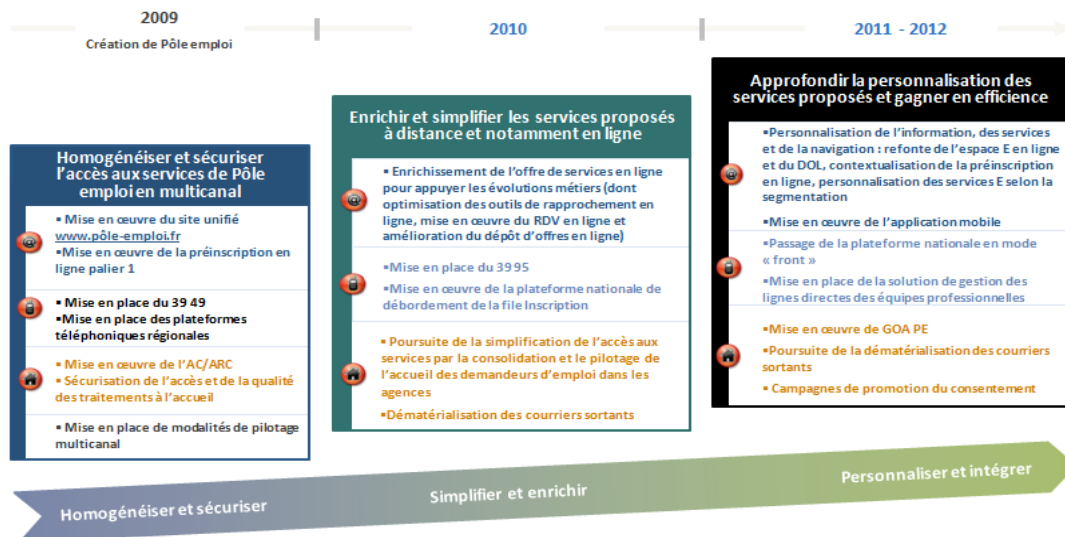 2009
Création de Pôle emploi
2010
2011 - 2012
Homogénéiser et sécuriser
l'accès aux services de Pôle
emploi en multicanal
▪ Mise en œuvre du site unifié
www.pôle-emploi.fr
▪Mise en œuvre de la préinscription en
ligne palier 1
▪ Mise en place du 39 49
▪ Mise en place des plateformes
téléphoniques régionales
▪ Mise en œuvre de l'AC/ARC
▪ Sécurisation de l'accès et de la qualité
des traitements à l'accueil
▪ Mise en place de modalités de pilotage
multicanal
Enrichir et simplifier les services proposés
à distance et notamment en ligne
▪ Enrichissement de l'offre de services en ligne
pour appuyer les évolutions métiers (dont
optimisation des outils de rapprochement en
ligne, mise en œuvre du RDV en ligne et
amélioration du dépôt d'offres en ligne)
▪Mise en place du 3995
▪ Mise en œuvre de la plateforme nationale de
débordement de la file Inscription
▪ Poursuite de la simplification de l'accès aux
services par la consolidation et le pilotage de
l'accueil des demandeurs d'emploi dans les
agences
▪Dématérialisation des courriers sortants
Approfondir la personnalisation des
services proposés et gagner en efficience
▪Personnalisation de l'information, des services
et de la navigation : refonte de l'espace E en ligne
et du DOL, contextualisation de la préinscription
en ligne, personnalisation des services E selon la
segmentation
▪Mise en œuvre de l'application mobile
▪Passage de la plateforme nationale en mode
« front »
▪Mise en place de la solution de gestion des
lignes directes des équipes professionnelles
▪Mise en œuvre de GOA PE
▪Poursuite de la dématérialisation des courriers
sortants
▪ Campagnes de promotion du consentement
Homogénéiser et sécuriser
Simplifier et enrichir
Personnaliser et intégrer